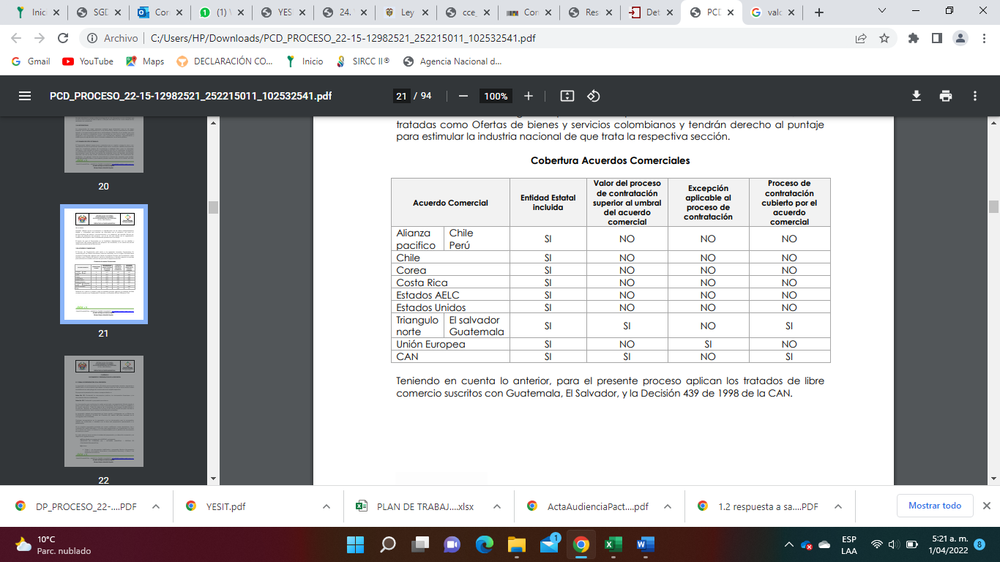 Inici
SGD
Cor
(1) \
YES
24.
Ley
cce_
Con
Res
Det
PCD
valo
Archivo C:/Users/HP/Downloads/PCD_PROCESO_22-15-12982521_252215011_102532541.pdf
Gmail YouTube Maps DECLARACIÓN CO... Inicio SIRCC II® Agencia Nacional d...
PCD_PROCESO_22-15-12982521_252215011_102532541.pdf 21 / 94 100%
20
21
22
tratadas como Ofertas de bienes y servicios colombianos y tendrán derecho al puntaje
para estimular la industria nacional de que trata la respectiva sección.
Cobertura Acuerdos Comerciales
Acuerdo Comercial
Entidad Estatal
incluida
Valor del proceso
de contratación
superior al umbral
del acuerdo
comercial
Excepción
aplicable al
proceso de
contratación
Proceso de
contratación
cubierto por el
acuerdo
comercial
Alianza
pacífico
Chile
Perú
SI NO NO NO
Chile SI NO NO NO
Corea SI NO NO NO
Costa Rica SI NO NO NO
Estados AELC SI NO NO NO
Estados Unidos SI NO NO NO
Triangulo
norte
El salvador
Guatemala
SI SI NO SI
Unión Europea SI NO SI NO
CAN SI SI NO SI
Teniendo en cuenta lo anterior, para el presente proceso aplican los tratados de libre
comercio suscritos con Guatemala, El Salvador, y la Decisión 439 de 1998 de la CAN.
DP_PROCESO_22-....PDF YESIT.pdf PLAN DE TRABAJ....xlsx ActaAudienciaPact....pdf 1.2 respuesta a sa....PDF Mostrar todo
10°C
Parc. nublado
1
ESP
LAA
5:21 a. m.
1/04/2022
8